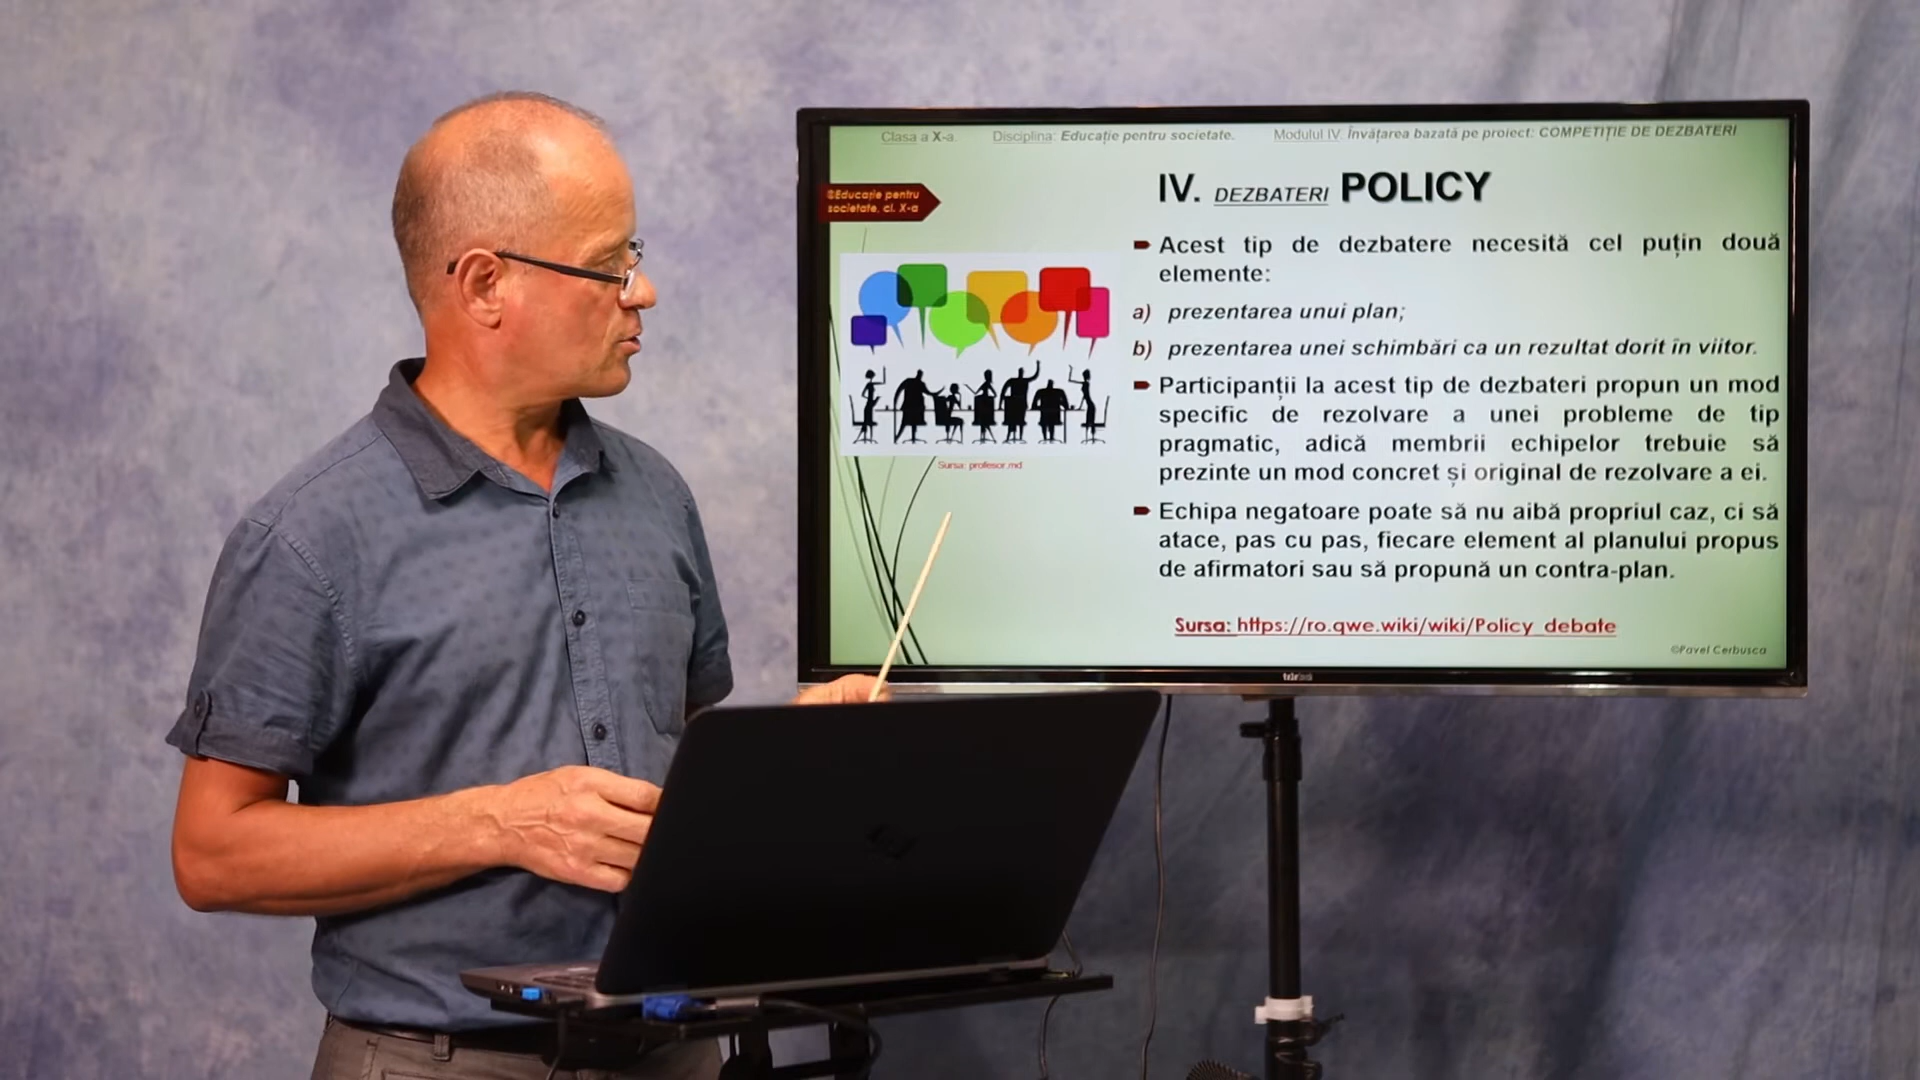 Clasa a X-a. Disciplina: Educație pentru societate. Modulul IV. Învățarea bazată pe proiect: COMPETIȚIE DE DEZBATERI
©Educație pentru
societate, cl. X-a
IV. DEZBATERI POLICY
Acest tip de dezbatere necesită cel puțin două
elemente:
a) prezentarea unui plan;
b) prezentarea unei schimbări ca un rezultat dorit în viitor.
Participanții la acest tip de dezbateri propun un mod
specific de rezolvare a unei probleme de tip
pragmatic, adică membrii echipelor trebuie să
prezinte un mod concret și original de rezolvare a ei.
Sursa: profesor.md
Echipa negatoare poate să nu aibă propriul caz, ci să
atace, pas cu pas, fiecare element al planului propus
de afirmatori sau să propună un contra-plan.
Sursa: https://ro.qwe.wiki/wiki/Policy_debate
©Pavel Cerbusca